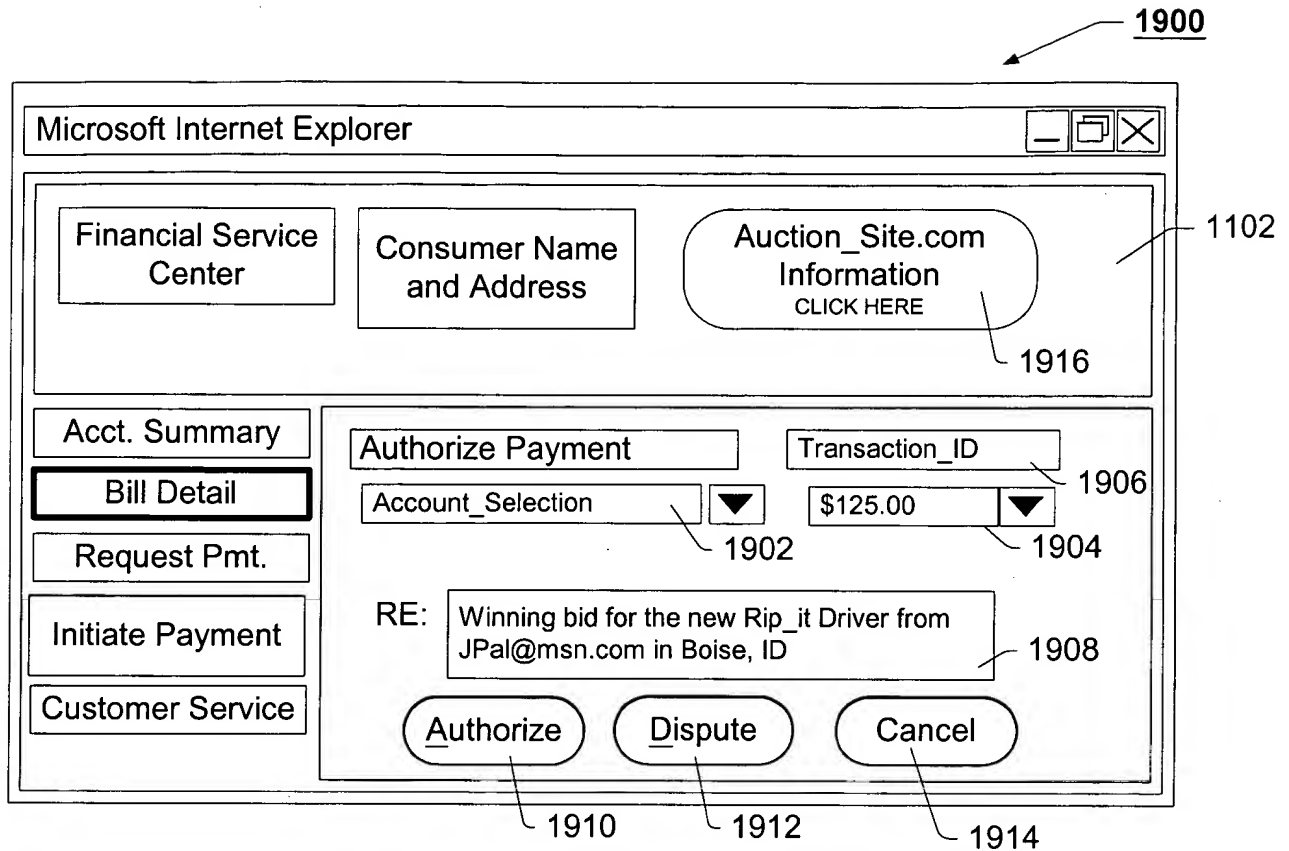 1900
Microsoft Internet Explorer
Financial Service
Center
Consumer Name
and Address
Auction_Site.com
Information
CLICK HERE
1102
1916
Acct. Summary
Bill Detail
Request Pmt.
Initiate Payment
Customer Service
Authorize Payment
Transaction_ID
1906
Account_Selection
$125.00
1902
1904
RE:
Winning bid for the new Rip_it Driver from
JPal@msn.com in Boise, ID
1908
Authorize
Dispute
Cancel
1910
1912
1914